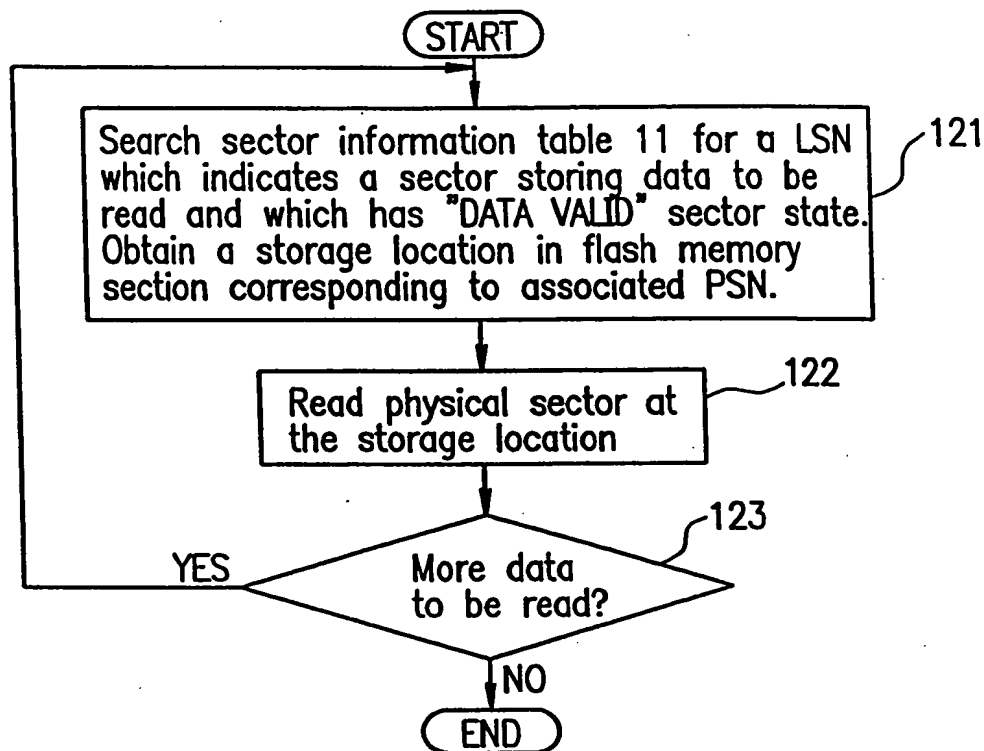 START
Search sector information table 11 for a LSN
which indicates a sector storing data to be
read and which has "DATA VALID" sector state.
Obtain a storage location in flash memory
section corresponding to associated PSN.
121
Read physical sector at
the storage location
122
More data
to be read?
123
YES
NO
END